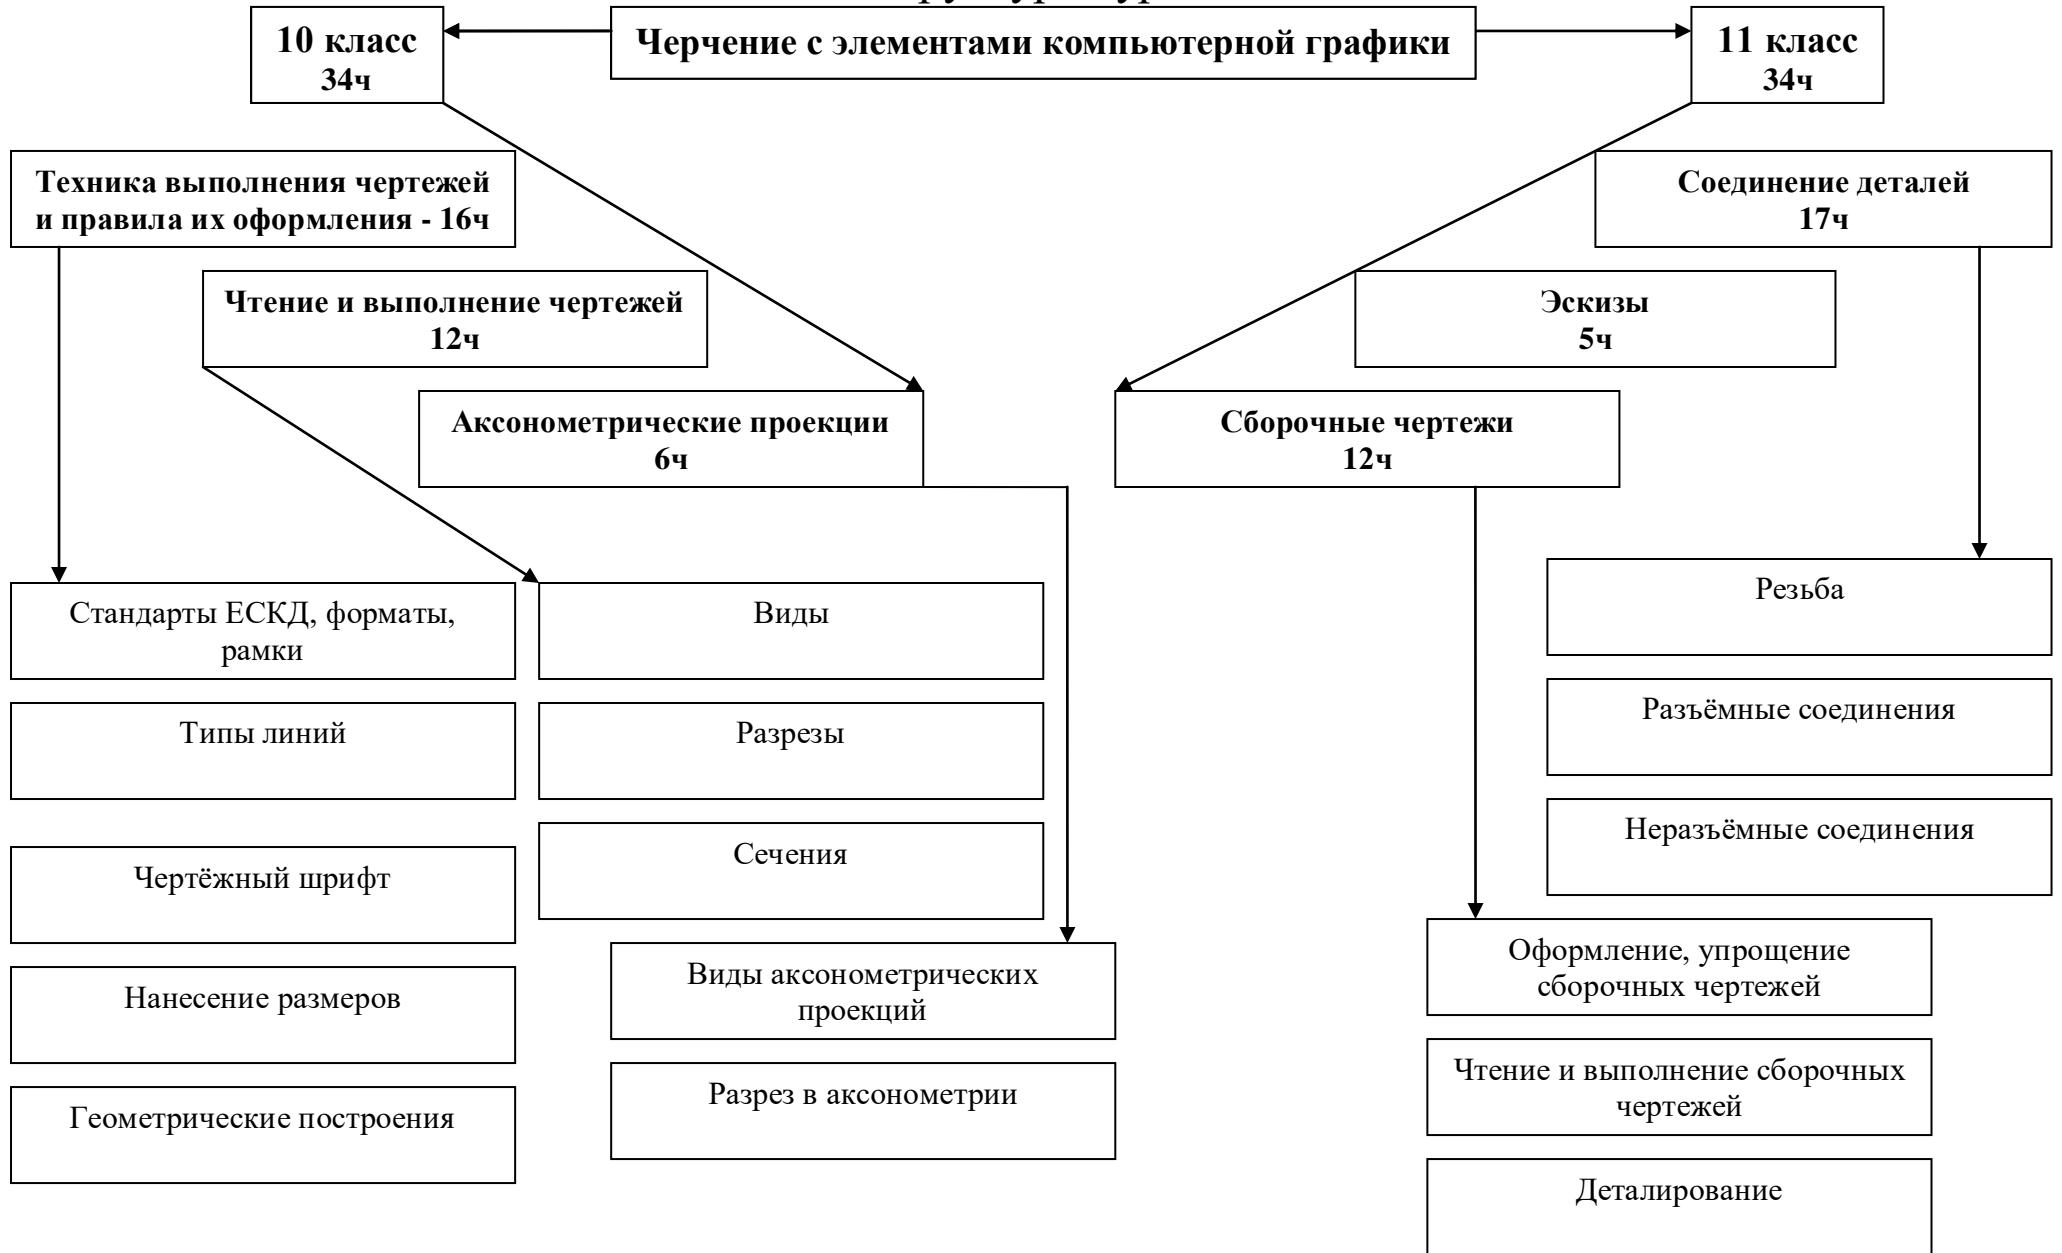 10 класс
34ч
Черчение с элементами компьютерной графики
11 класс
34ч
Техника выполнения чертежей
и правила их оформления - 16ч
Соединение деталей
17ч
Чтение и выполнение чертежей
12ч
Эскизы
5ч
Аксонометрические проекции
6ч
Сборочные чертежи
12ч
Стандарты ЕСКД, форматы,
рамки
Типы линий
Чертёжный шрифт
Нанесение размеров
Геометрические построения
Виды
Разрезы
Сечения
Виды аксонометрических
проекций
Разрез в аксонометрии
Резьба
Разъёмные соединения
Неразъёмные соединения
Оформление, упрощение
сборочных чертежей
Чтение и выполнение сборочных
чертежей
Деталирование